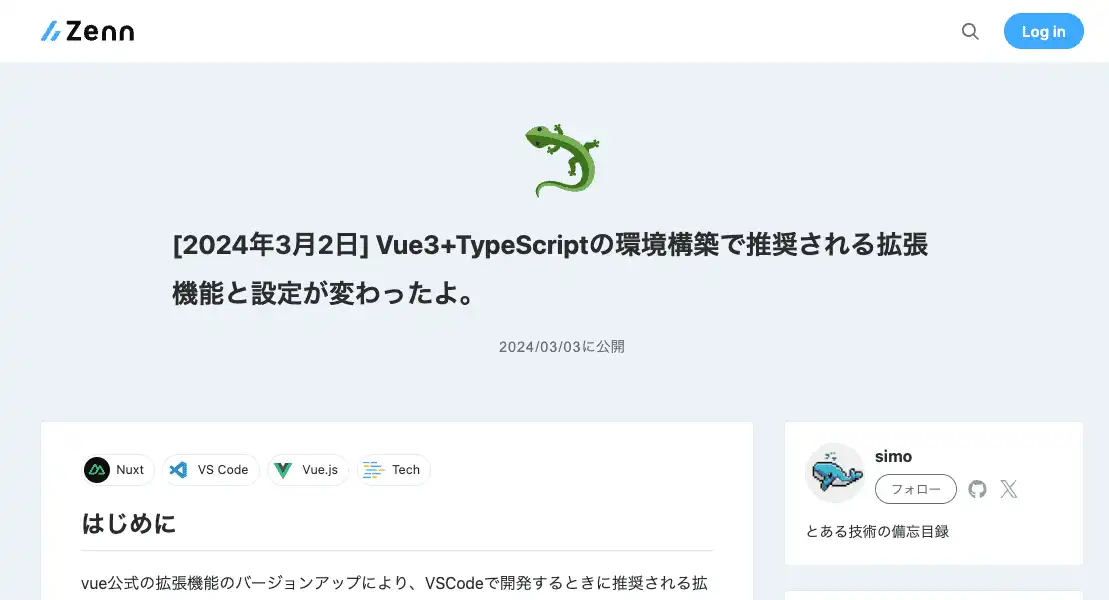 Zenn
Log in
[2024年3月2日] Vue3+TypeScriptの環境構築で推奨される拡張
機能と設定が変わったよ。
2024/03/03に公開
Nuxt
VS Code
Vue.js
Tech
はじめに
vue公式の拡張機能のバージョンアップにより、VSCodeで開発するときに推奨される拡
simo
フォロー
とある技術の備忘目録